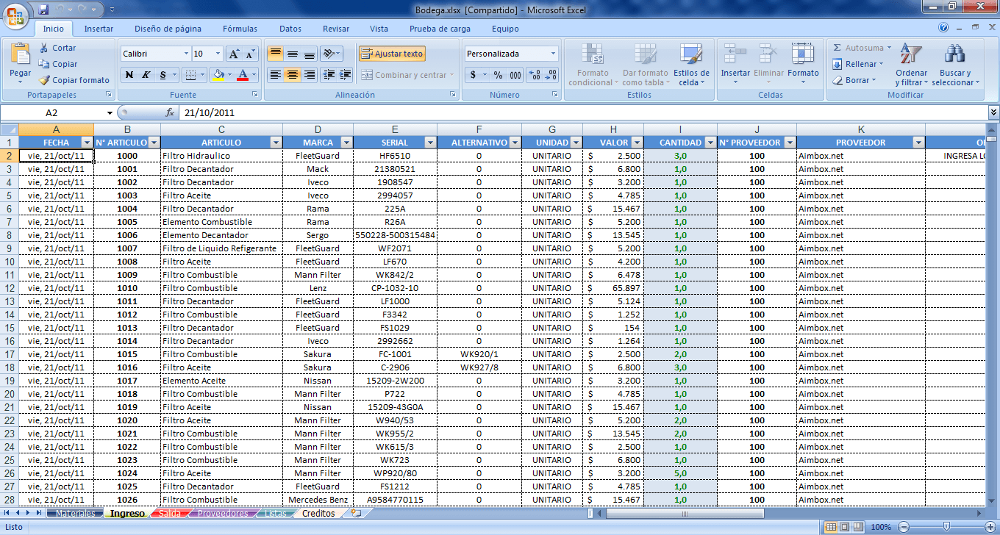 Bodega.xlsx [Compartido] - Microsoft Excel
Inicio Insertar Diseño de página Fórmulas Datos Revisar Vista Prueba de carga Equipo
Pegar Cortar Copiar Copiar formato Portapapeles
Calibri 10 N K S Fuente
Ajustar texto Combinar y centrar Alineación
Personalizada $ % 000 Número
Formato condicional Dar formato como tabla Estilos de celda Estilos
Insertar Eliminar Formato Celdas
Autosuma Rellenar Borrar Ordenar y filtrar Buscar y seleccionar Modificar
A2 fx 21/10/2011
A B C D E F G H I J K
1 FECHA N° ARTICULO ARTICULO MARCA SERIAL ALTERNATIVO UNIDAD VALOR CANTIDAD N° PROVEEDOR PROVEEDOR
2 vie, 21/oct/11 1000 Filtro Hidraulico FleetGuard HF6510 0 UNITARIO $ 2.500 3,0 100 Aimbox.net INGRESA
3 vie, 21/oct/11 1001 Filtro Decantador Mack 21380521 0 UNITARIO $ 6.800 1,0 100 Aimbox.net
4 vie, 21/oct/11 1002 Filtro Decantador Iveco 1908547 0 UNITARIO $ 3.200 1,0 100 Aimbox.net
5 vie, 21/oct/11 1003 Filtro Aceite Iveco 2994057 0 UNITARIO $ 4.785 1,0 100 Aimbox.net
6 vie, 21/oct/11 1004 Filtro Decantador Rama 225A 0 UNITARIO $ 15.467 1,0 100 Aimbox.net
7 vie, 21/oct/11 1005 Elemento Combustible Rama R26A 0 UNITARIO $ 5.200 1,0 100 Aimbox.net
8 vie, 21/oct/11 1006 Elemento Decantador Sergo 550228-500315484 0 UNITARIO $ 13.545 1,0 100 Aimbox.net
9 vie, 21/oct/11 1007 Filtro de Liquido Refigerante FleetGuard WF2071 0 UNITARIO $ 5.200 1,0 100 Aimbox.net
10 vie, 21/oct/11 1008 Filtro Aceite FleetGuard LF670 0 UNITARIO $ 4.200 1,0 100 Aimbox.net
11 vie, 21/oct/11 1009 Filtro Combustible Mann Filter WK842/2 0 UNITARIO $ 6.478 1,0 100 Aimbox.net
12 vie, 21/oct/11 1010 Filtro Combustible Lenz CP-1032-10 0 UNITARIO $ 65.897 1,0 100 Aimbox.net
13 vie, 21/oct/11 1011 Filtro Decantador FleetGuard LF1000 0 UNITARIO $ 5.124 1,0 100 Aimbox.net
14 vie, 21/oct/11 1012 Filtro Combustible FleetGuard F3342 0 UNITARIO $ 1.252 1,0 100 Aimbox.net
15 vie, 21/oct/11 1013 Filtro Decantador FleetGuard FS1029 0 UNITARIO $ 154 1,0 100 Aimbox.net
16 vie, 21/oct/11 1014 Filtro Decantador Iveco 2992662 0 UNITARIO $ 1.264 1,0 100 Aimbox.net
17 vie, 21/oct/11 1015 Filtro Combustible Sakura FC-1001 WK920/1 UNITARIO $ 2.500 2,0 100 Aimbox.net
18 vie, 21/oct/11 1016 Filtro Aceite Sakura C-2906 WK927/8 UNITARIO $ 6.800 3,0 100 Aimbox.net
19 vie, 21/oct/11 1017 Elemento Aceite Nissan 15209-2W200 0 UNITARIO $ 3.200 1,0 100 Aimbox.net
20 vie, 21/oct/11 1018 Filtro Combustible Mann Filter P722 0 UNITARIO $ 4.785 1,0 100 Aimbox.net
21 vie, 21/oct/11 1019 Filtro Aceite Nissan 15209-43G0A 0 UNITARIO $ 15.467 1,0 100 Aimbox.net
22 vie, 21/oct/11 1020 Filtro Aceite Mann Filter W940/53 0 UNITARIO $ 5.200 2,0 100 Aimbox.net
23 vie, 21/oct/11 1021 Filtro Combustible Mann Filter WK955/2 0 UNITARIO $ 13.545 2,0 100 Aimbox.net
24 vie, 21/oct/11 1022 Filtro Combustible Mann Filter WK615/3 0 UNITARIO $ 2.500 1,0 100 Aimbox.net
25 vie, 21/oct/11 1023 Filtro Combustible Mann Filter WK723 0 UNITARIO $ 6.800 1,0 100 Aimbox.net
26 vie, 21/oct/11 1024 Filtro Aceite Mann Filter WP920/80 0 UNITARIO $ 3.200 5,0 100 Aimbox.net
27 vie, 21/oct/11 1025 Filtro Decantador FleetGuard FS1212 0 UNITARIO $ 4.785 1,0 100 Aimbox.net
28 vie, 21/oct/11 1026 Filtro Combustible Mercedes Benz A9584770115 0 UNITARIO $ 15.467 1,0 100 Aimbox.net
Materiales Ingreso Salida Proveedores Listas Creditos
Listo 100%